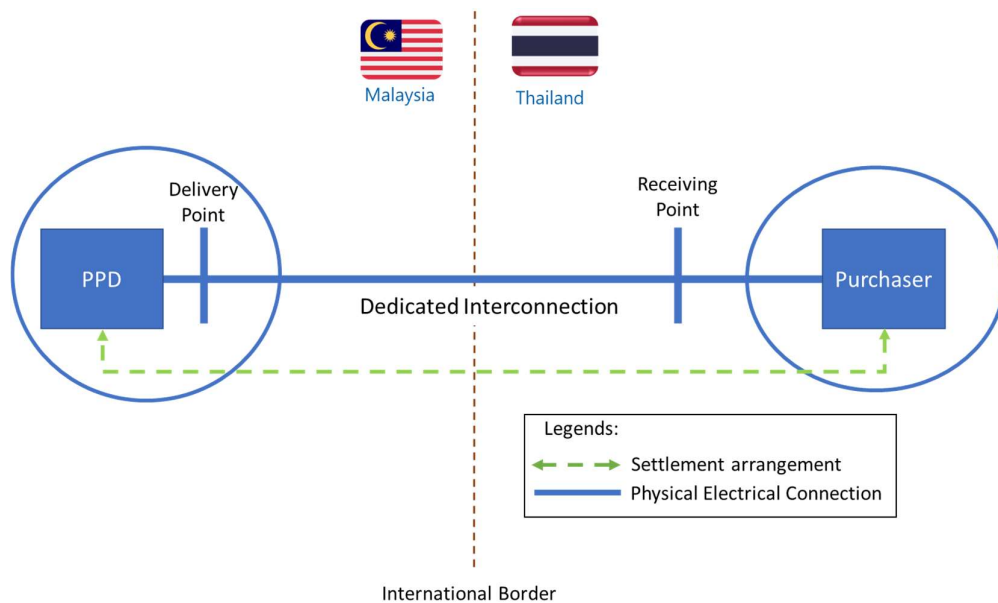 Malaysia
Thailand
Delivery
Point
Receiving
Point
PPD
Purchaser
Dedicated Interconnection
Legends:
Settlement arrangement
Physical Electrical Connection
International Border